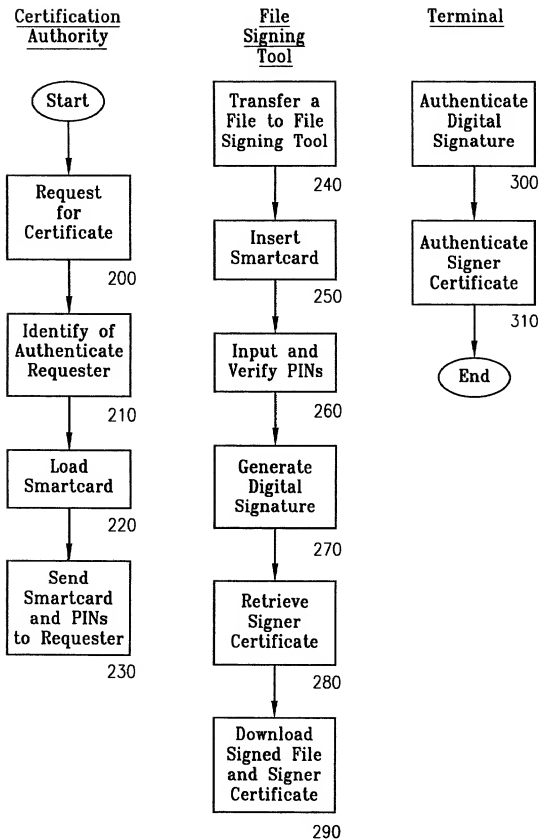 Certification
Authority
Start
Request
for
Certificate
200
Identify of
Authenticate
Requester
210
Load
Smartcard
220
Send
Smartcard
and PINs
to Requester
230
File
Signing
Tool
Transfer a
File to File
Signing Tool
240
Insert
Smartcard
250
Input and
Verify PINs
260
Generate
Digital
Signature
270
Retrieve
Signer
Certificate
280
Download
Signed File
and Signer
Certificate
290
Terminal
Authenticate
Digital
Signature
300
Authenticate
Signer
Certificate
310
End